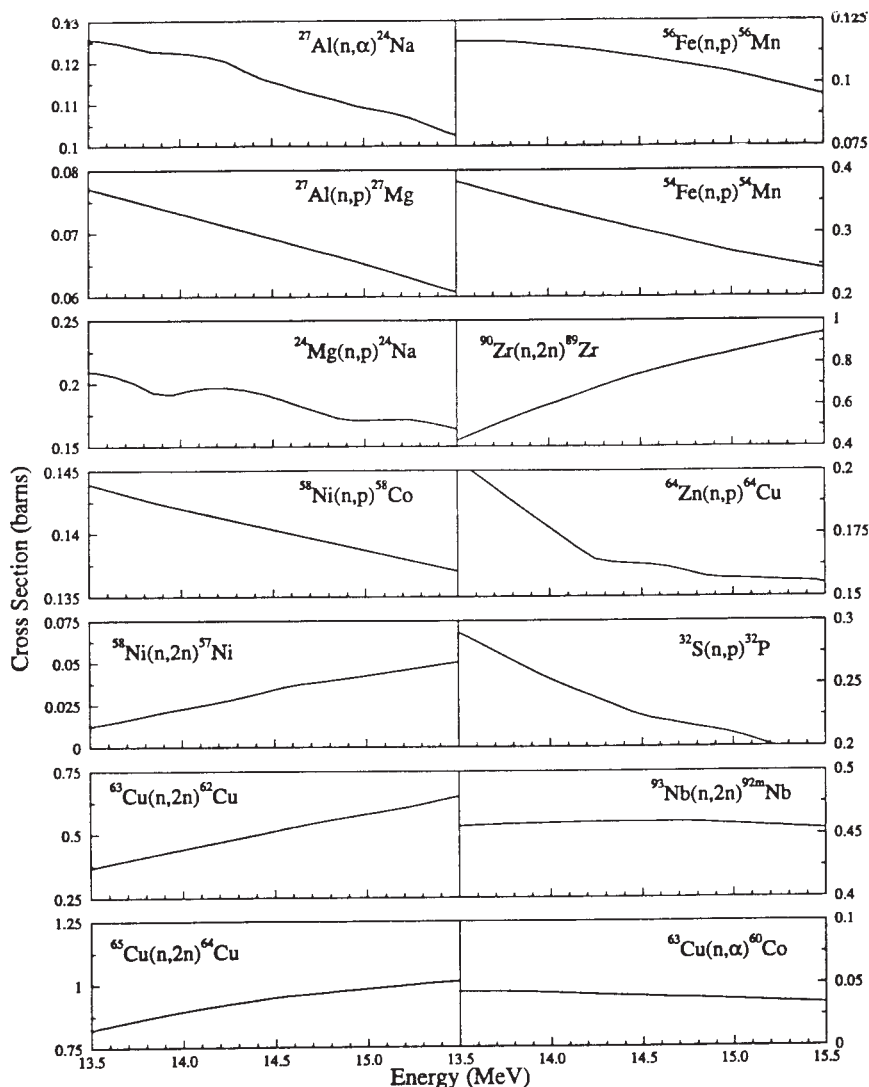 0.13
0.12
0.11
0.1
²⁷Al(n,α)²⁴Na
⁵⁶Fe(n,p)⁵⁶Mn
0.125
0.1
0.075
0.08
0.07
0.06
²⁷Al(n,p)²⁷Mg
⁵⁴Fe(n,p)⁵⁴Mn
0.4
0.3
0.2
0.25
0.2
0.15
²⁴Mg(n,p)²⁴Na
⁹⁰Zr(n,2n)⁸⁹Zr
1
0.8
0.6
0.4
0.145
0.14
0.135
⁵⁸Ni(n,p)⁵⁸Co
⁶⁴Zn(n,p)⁶⁴Cu
0.2
0.175
0.15
Cross Section (barns)
0.075
0.05
0.025
0
⁵⁸Ni(n,2n)⁵⁷Ni
³²S(n,p)³²P
0.3
0.25
0.2
0.75
0.5
0.25
⁶³Cu(n,2n)⁶²Cu
⁹³Nb(n,2n)⁹²ᵐNb
0.5
0.45
0.4
1.25
1
0.75
⁶⁵Cu(n,2n)⁶⁴Cu
⁶³Cu(n,α)⁶⁰Co
0.1
0.05
0
13.5 14.0 14.5 15.0 13.5 14.0 14.5 15.0 15.5
Energy (MeV)